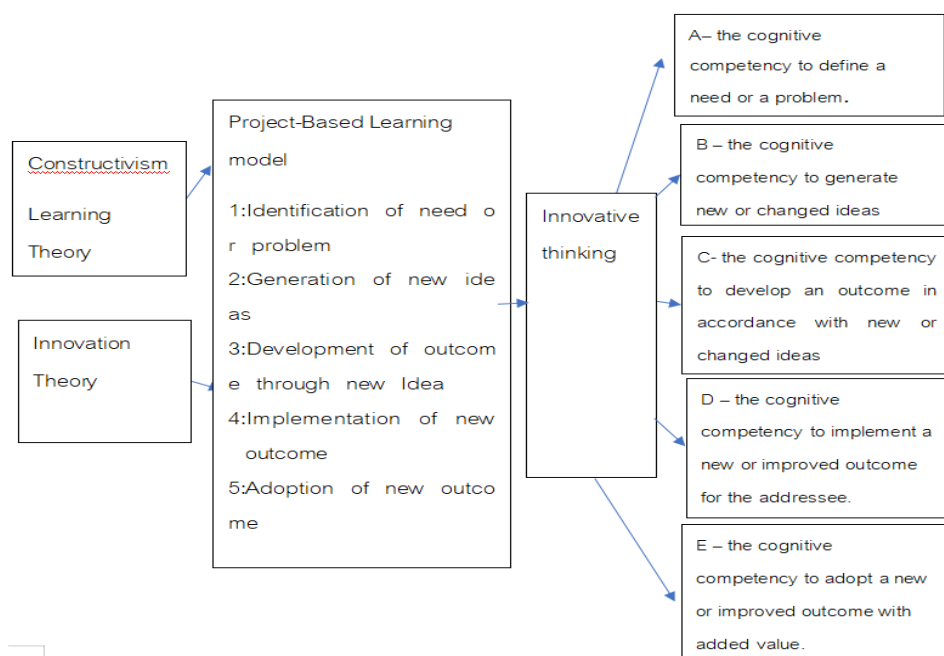 Constructivism
Learning
Theory
Innovation
Theory
Project-Based Learning
model
1:Identification of need o
r problem
2:Generation of new ide
as
3:Development of outcom
e through new Idea
4:Implementation of new
outcome
5:Adoption of new outco
me
Innovative
thinking
A– the cognitive
competency to define a
need or a problem.
B – the cognitive
competency to generate
new or changed ideas
C- the cognitive competency
to develop an outcome in
accordance with new or
changed ideas
D – the cognitive
competency to implement a
new or improved outcome
for the addressee.
E – the cognitive
competency to adopt a new
or improved outcome with
added value.